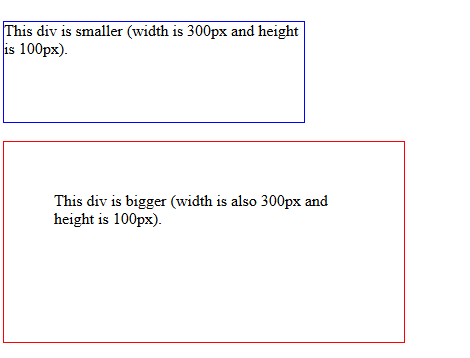 This div is smaller (width is 300px and height
is 100px).
This div is bigger (width is also 300px and
height is 100px).